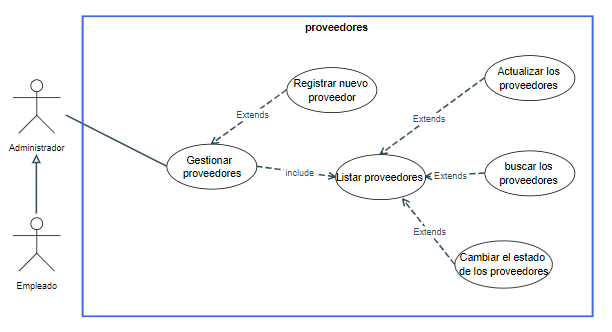 proveedores
Registrar nuevo
proveedor
Actualizar los
proveedores
Extends
Extends
Administrador
Gestionar
proveedores
include
Listar proveedores
Extends
buscar los
proveedores
Extends
Cambiar el estado
de los proveedores
Empleado